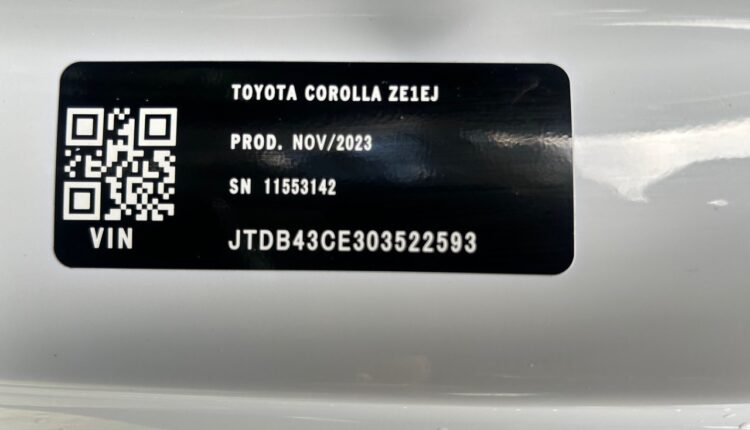 TOYOTA COROLLA ZE1EJ
PROD. NOV/2023
SN 11553142
VIN
JTDB43CE303522593